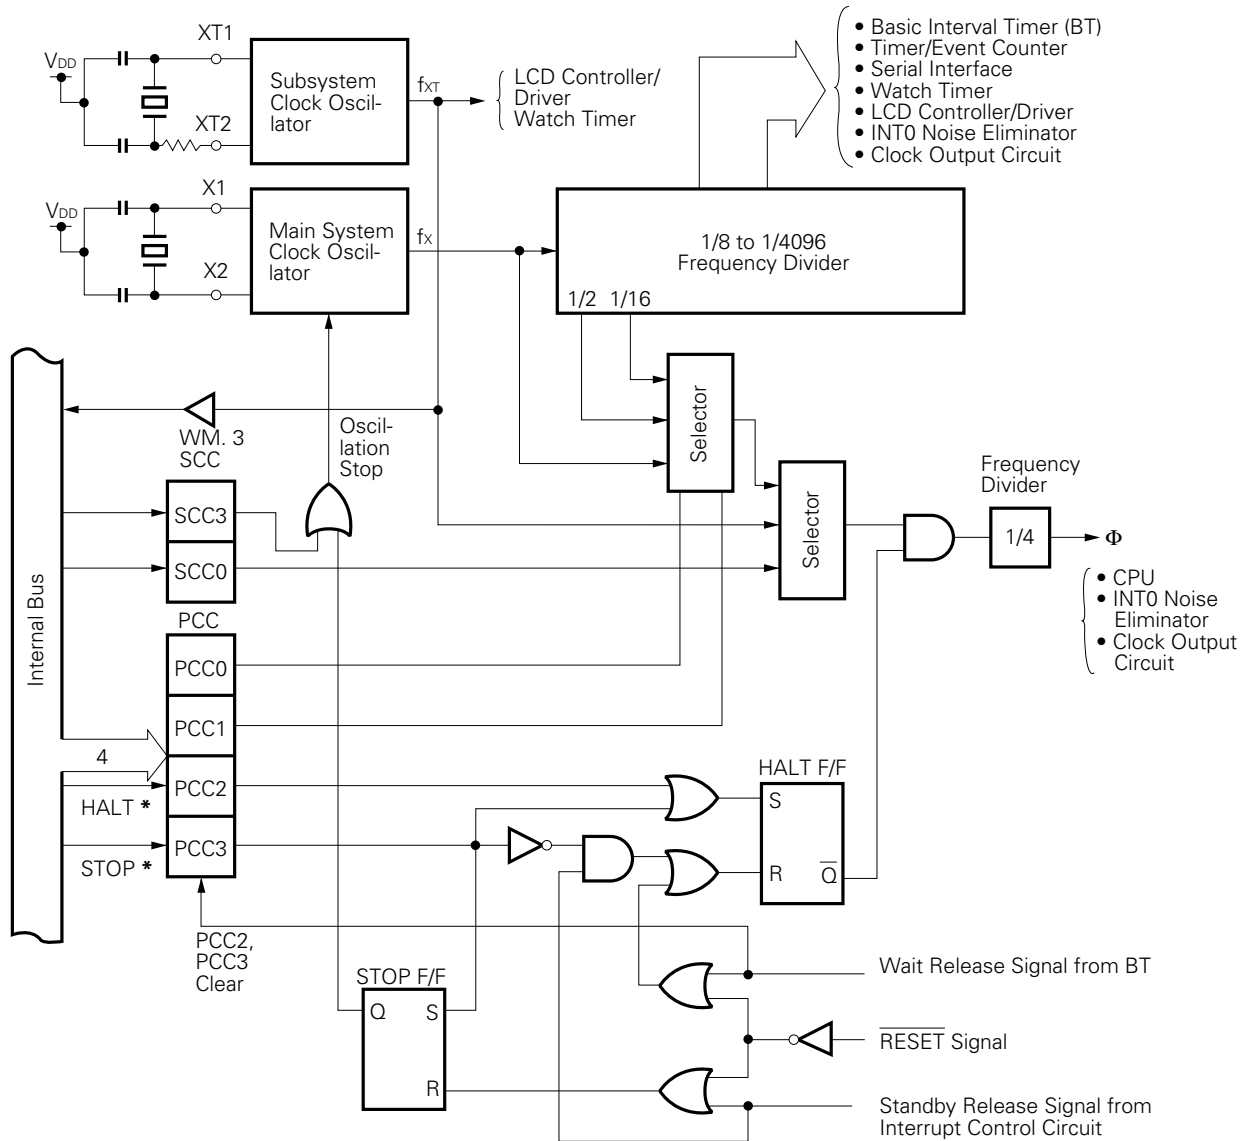 XT1
VDD
XT2
Subsystem
Clock Oscil-
lator
fXT
LCD Controller/
Driver
Watch Timer
• Basic Interval Timer (BT)
• Timer/Event Counter
• Serial Interface
• Watch Timer
• LCD Controller/Driver
• INT0 Noise Eliminator
• Clock Output Circuit
X1
VDD
X2
Main System
Clock Oscil-
lator
fX
1/8 to 1/4096
Frequency Divider
1/2 1/16
Oscil-
lation
Stop
WM. 3
SCC
SCC3
SCC0
Selector
Selector
Frequency
Divider
1/4
Φ
• CPU
• INT0 Noise
Eliminator
• Clock Output
Circuit
Internal Bus
PCC
PCC0
PCC1
4
PCC2
HALT *
PCC3
STOP *
HALT F/F
S
R
Q̅
PCC2,
PCC3
Clear
STOP F/F
Q S
R
Wait Release Signal from BT
R̅E̅S̅E̅T̅ Signal
Standby Release Signal from
Interrupt Control Circuit